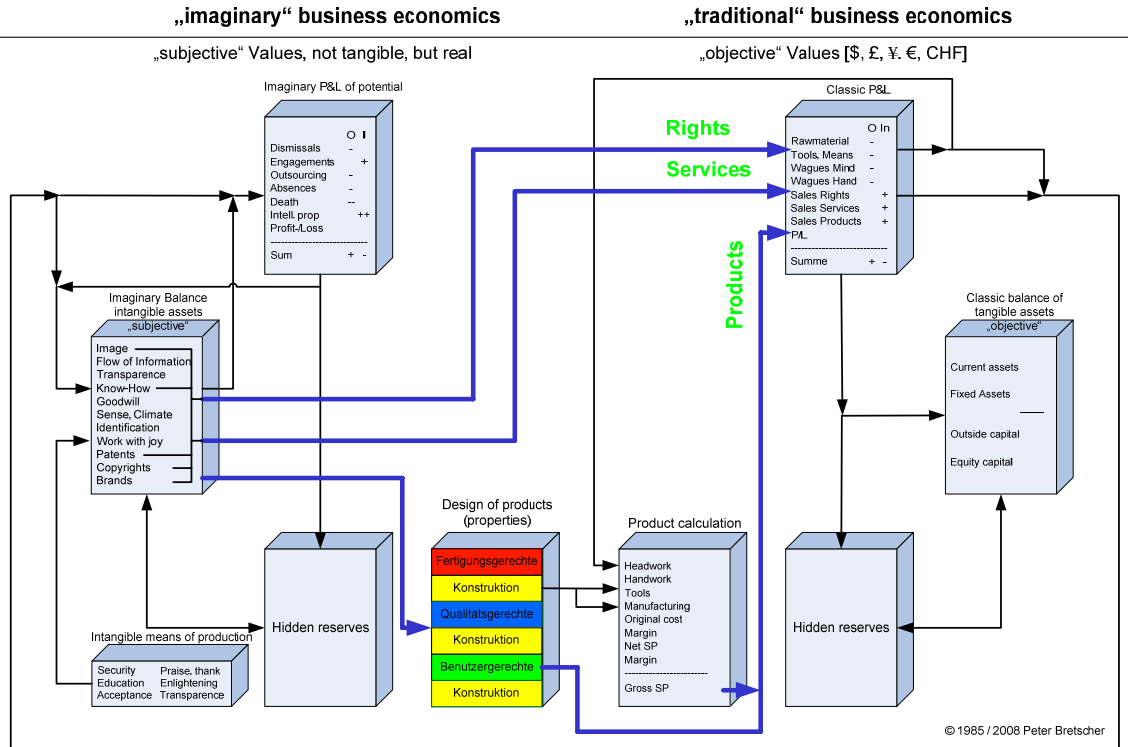 „imaginary“ business economics
„traditional“ business economics
„subjective“ Values, not tangible, but real
„objective“ Values [$, £, ¥. €, CHF]
Imaginary P&L of potential
O I
Dismissals -
Engagements +
Outsourcing -
Absences -
Death --
Intell. prop ++
Profit-/Loss
------------------------------
Sum + -
Rights
Services
Products
Classic P&L
O In
Rawmaterial -
Tools, Means -
Wagues Mind -
Wagues Hand -
Sales Rights +
Sales Services +
Sales Products +
P/L
------------------------------
Summe + -
Imaginary Balance
intangible assets
„subjective“
Image
Flow of Information
Transparence
Know-How
Goodwill
Sense, Climate
Identification
Work with joy
Patents
Copyrights
Brands
Classic balance of
tangible assets
„objective“
Current assets
Fixed Assets
Outside capital
Equity capital
Hidden reserves
Design of products
(properties)
Fertigungsgerechte
Konstruktion
Qualitätsgerechte
Konstruktion
Benutzergerechte
Konstruktion
Product calculation
Headwork
Handwork
Tools
Manufacturing
Original cost
Margin
Net SP
Margin
--------------------------
Gross SP
Hidden reserves
Intangible means of production
Security Praise, thank
Education Enlightening
Acceptance Transparence
© 1985 / 2008 Peter Bretscher